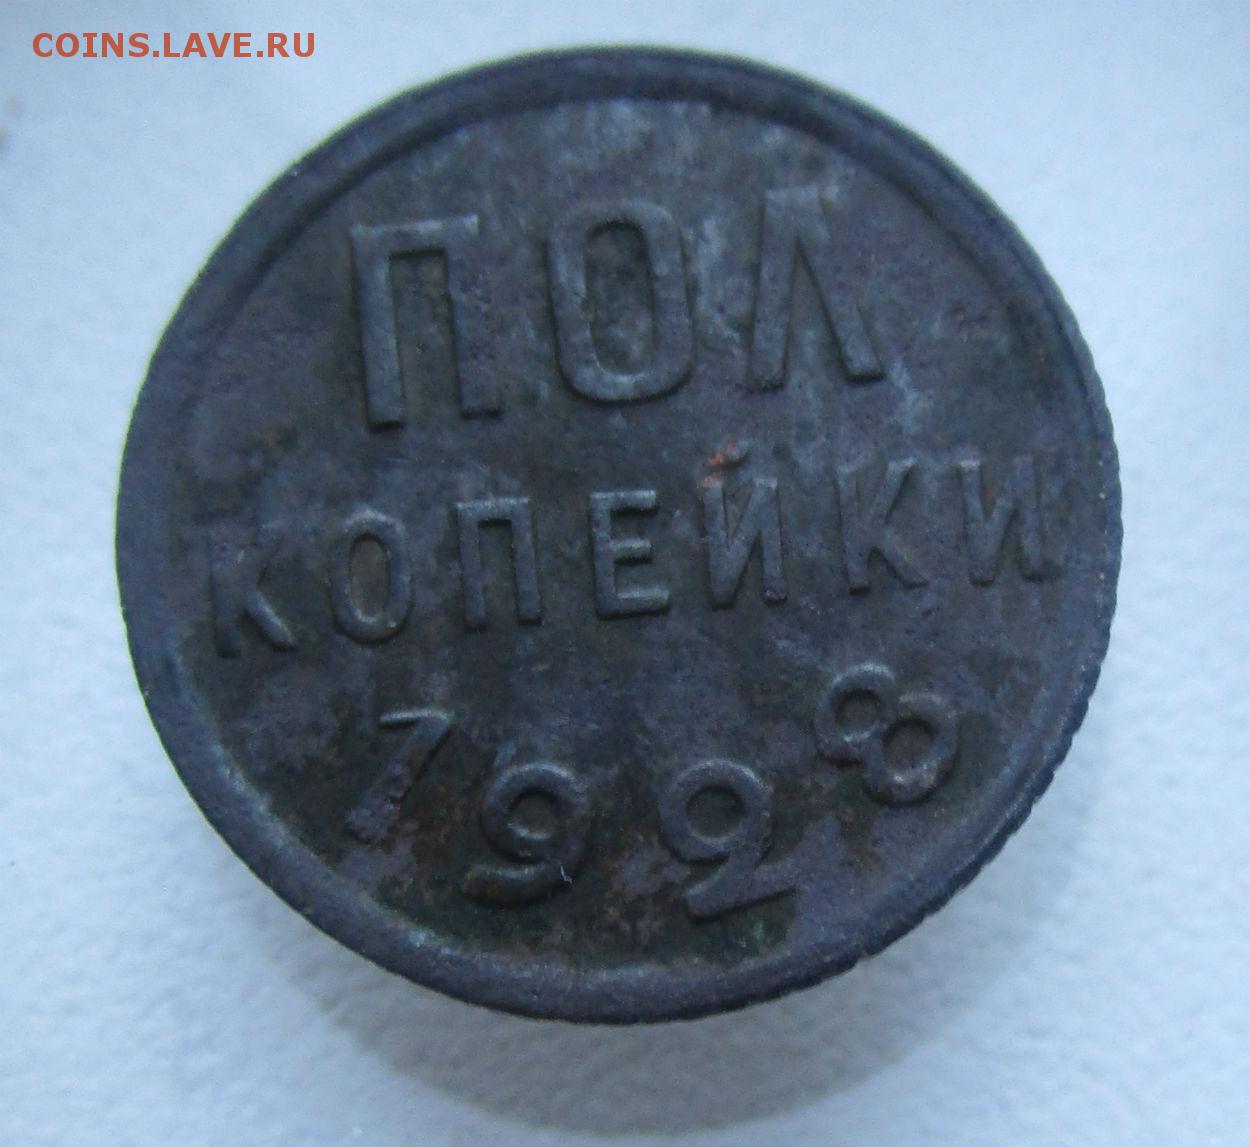 COINS.LAVE.RU
ПОЛ
КОПЕЙКИ
1928